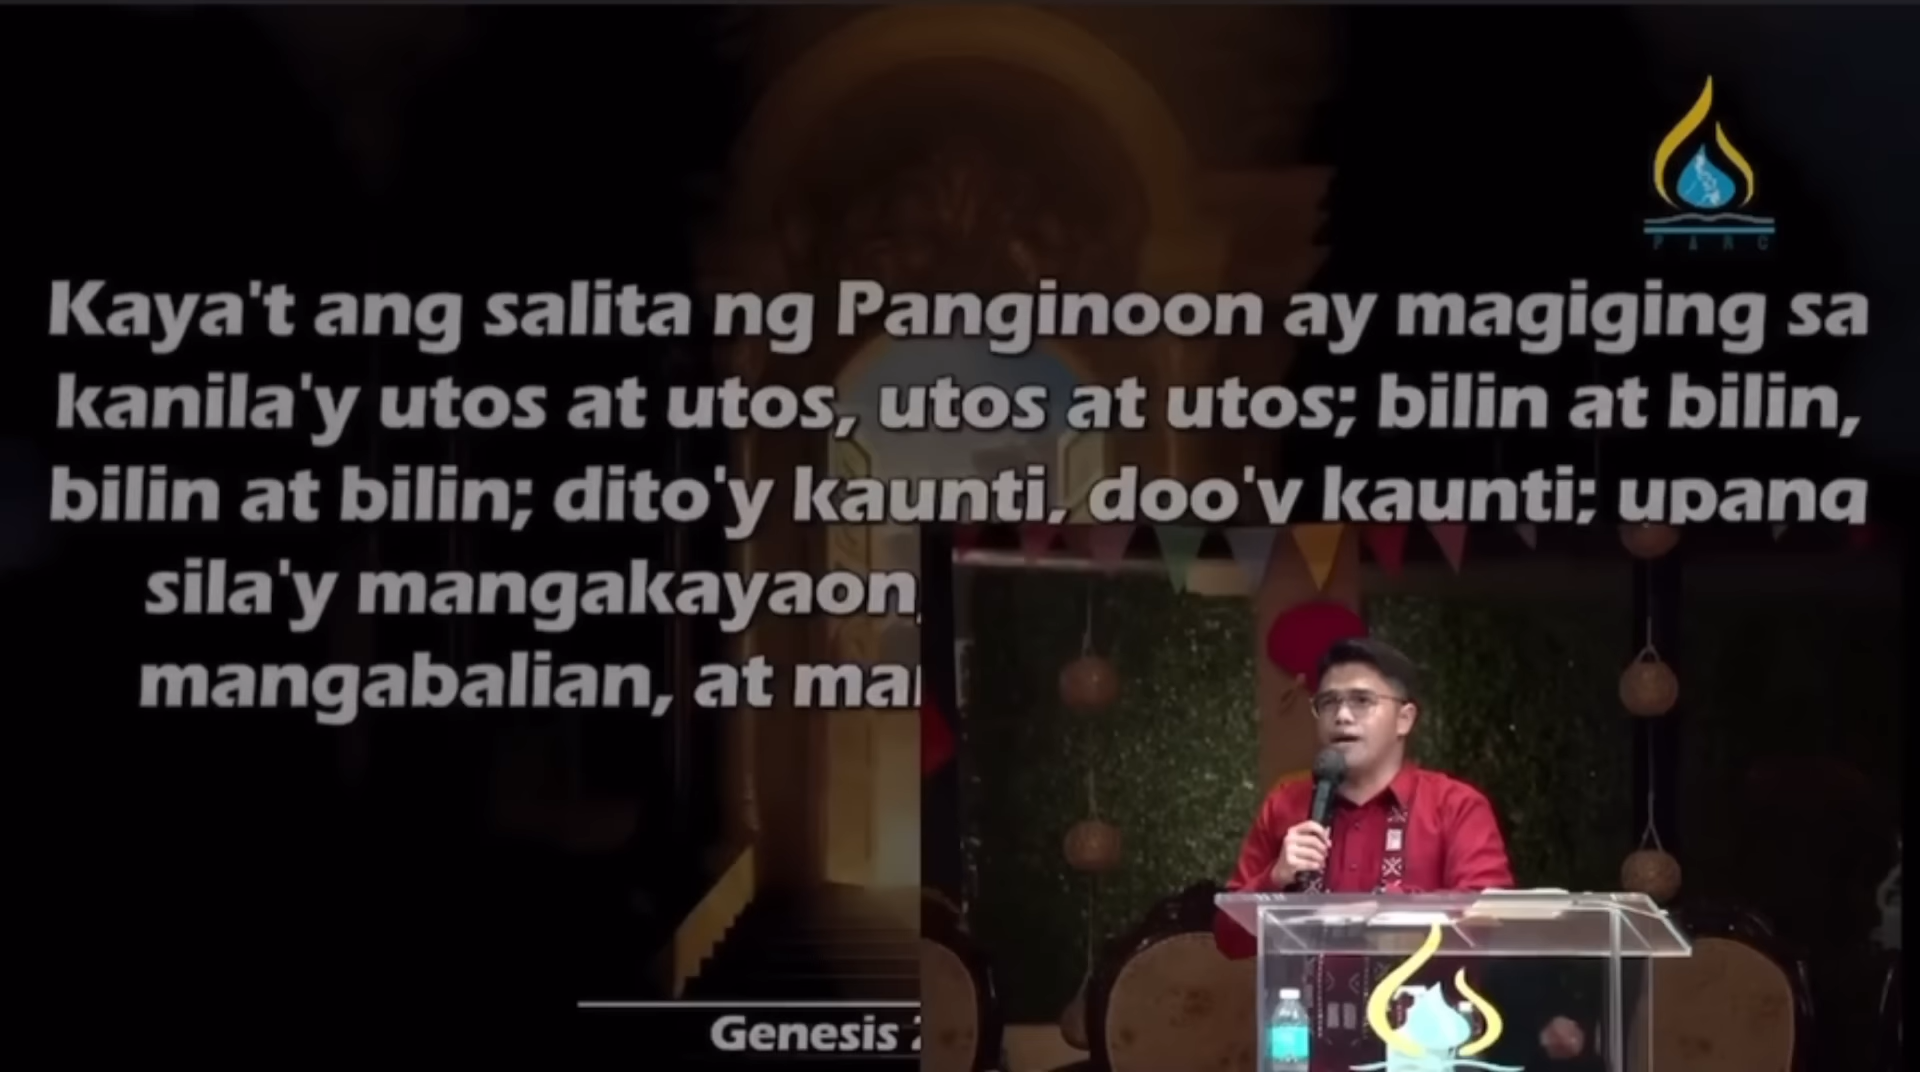 PARC
Kaya't ang salita ng Panginoon ay magiging sa
kanila'y utos at utos, utos at utos; bilin at bilin,
bilin at bilin; dito'y kaunti, doo'y kaunti; upang
sila'y mangakayaon,
mangabalian, at
Genesis